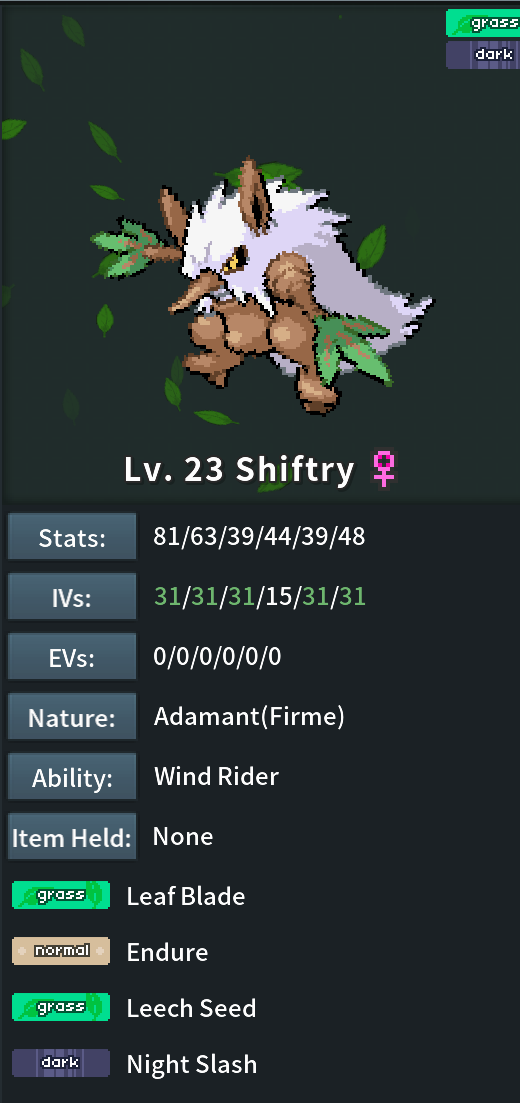 grass
dark
Lv. 23 Shiftry ♀
Stats: 81/63/39/44/39/48
IVs: 31/31/31/15/31/31
EVs: 0/0/0/0/0/0
Nature: Adamant(Firme)
Ability: Wind Rider
Item Held: None
grass Leaf Blade
normal Endure
grass Leech Seed
dark Night Slash